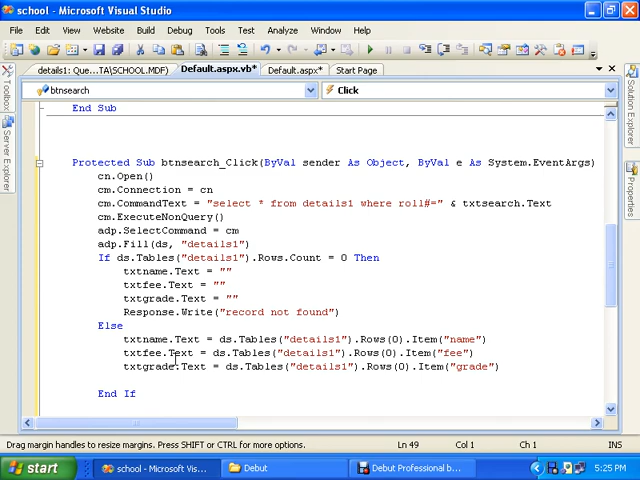 school - Microsoft Visual Studio
File Edit View Website Build Debug Tools Test Analyze Window Help
details1: Que...TA\SCHOOL.MDF) Default.aspx.vb* Default.aspx* Start Page
btnsearch Click
Toolbox
Server Explorer
Solution Explorer
Properties
End Sub
Protected Sub btnsearch_Click(ByVal sender As Object, ByVal e As System.EventArgs)
cn.Open()
cm.Connection = cn
cm.CommandText = "select * from details1 where roll#=" & txtsearch.Text
cm.ExecuteNonQuery()
adp.SelectCommand = cm
adp.Fill(ds, "details1")
If ds.Tables("details1").Rows.Count = 0 Then
txtname.Text = ""
txtfee.Text = ""
txtgrade.Text = ""
Response.Write("record not found")
Else
txtname.Text = ds.Tables("details1").Rows(0).Item("name")
txtfee.Text = ds.Tables("details1").Rows(0).Item("fee")
txtgrade.Text = ds.Tables("details1").Rows(0).Item("grade")
End If
Drag margin handles to resize margins. Press SHIFT or CTRL for more options. Ln 49 Col 1 Ch 1 INS
start school - Microsoft Vis... Debut Debut Professional b... 5:25 PM